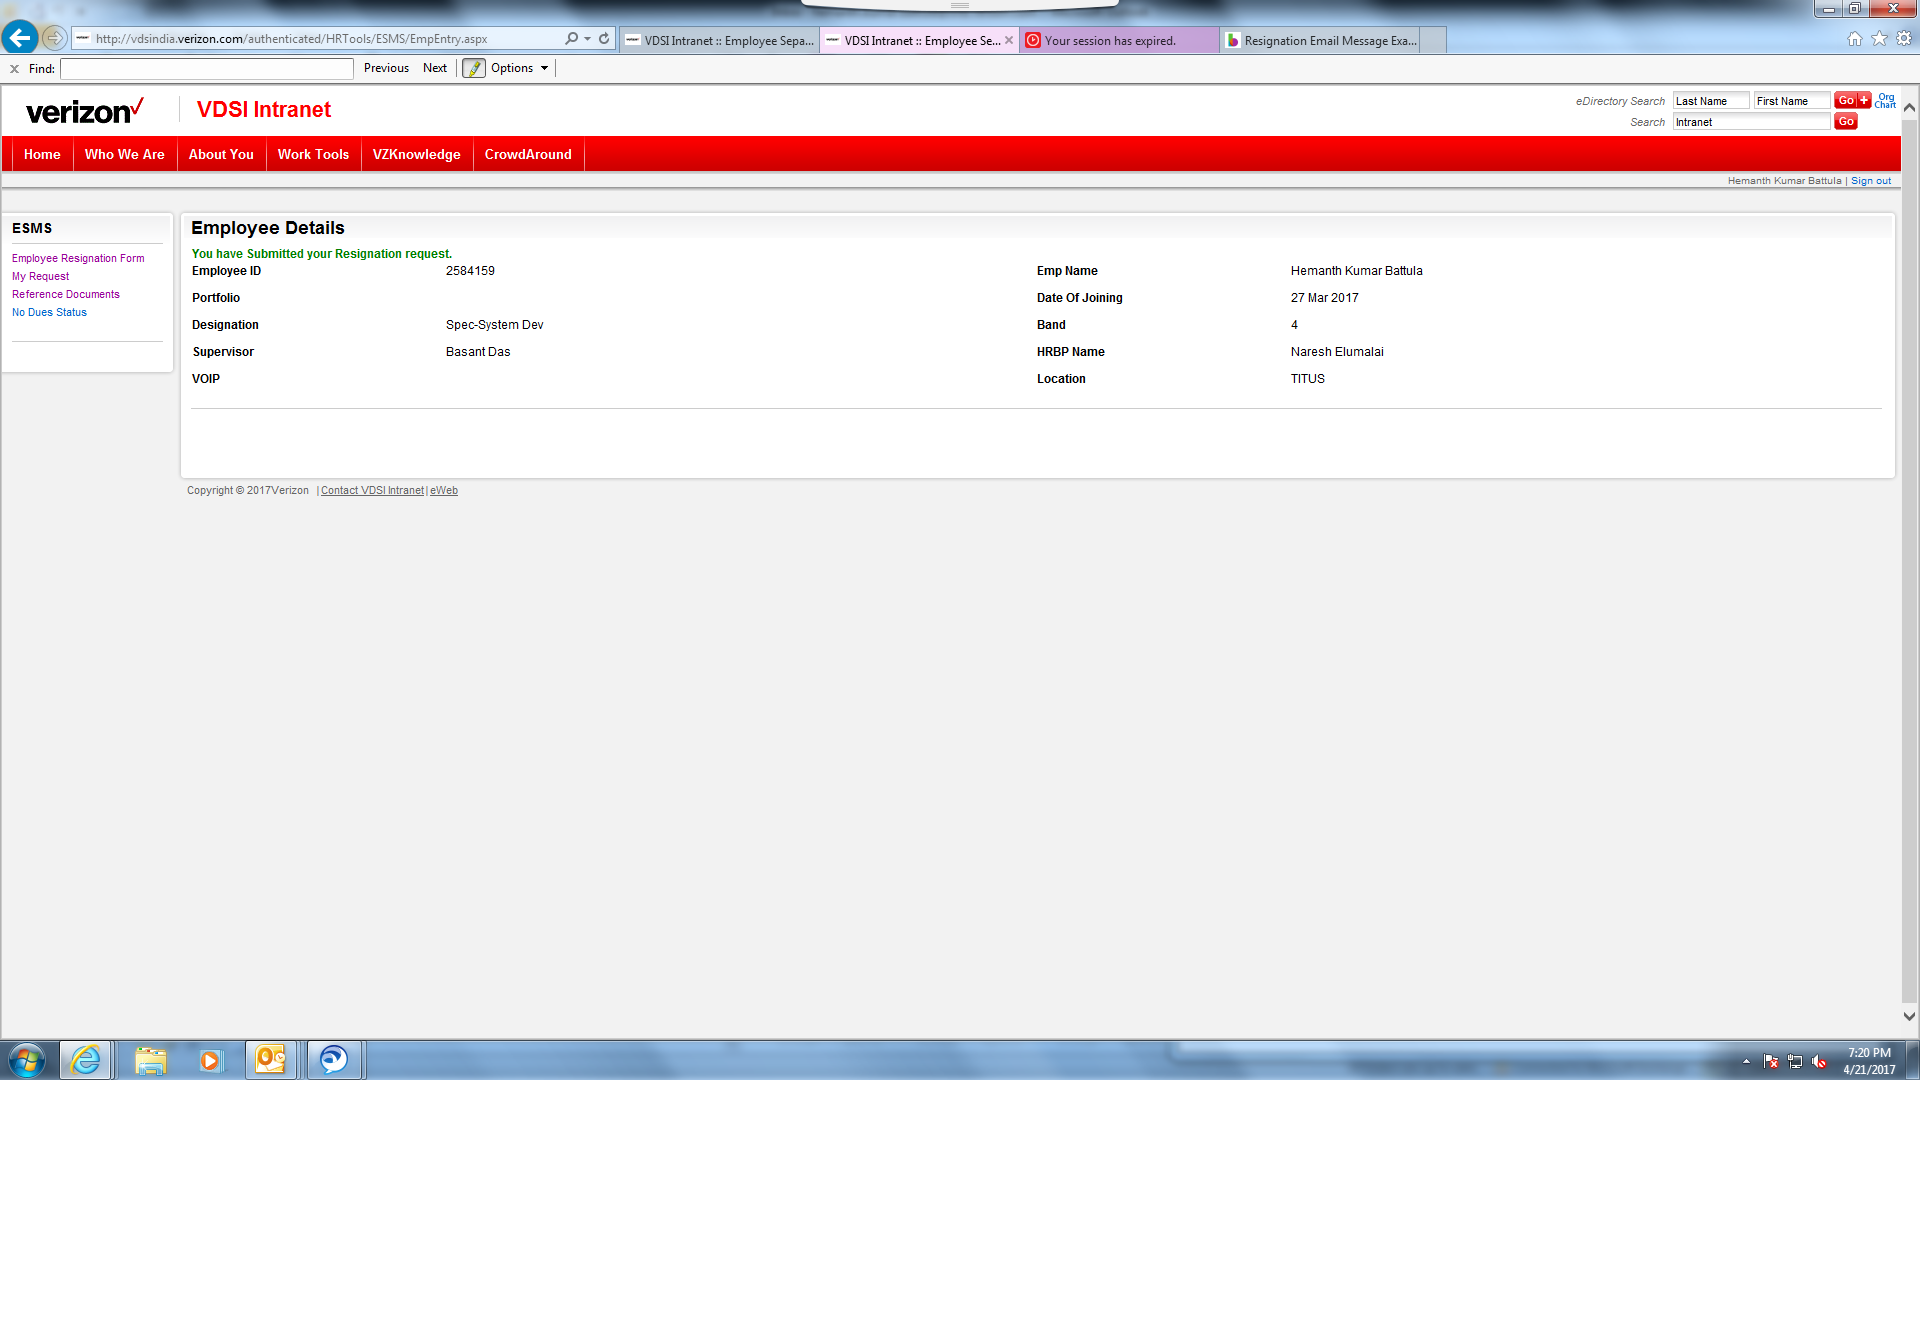 http://vdsindia.verizon.com/authenticated/HRTools/ESMS/EmpEntry.aspx
VDSI Intranet :: Employee Sepa...
VDSI Intranet :: Employee Se...
Your session has expired.
Resignation Email Message Exa...
x Find: Previous Next Options
verizon VDSI Intranet
eDirectory Search Last Name First Name Go + Org Chart
Search Intranet Go
Home Who We Are About You Work Tools VZKnowledge CrowdAround
Hemanth Kumar Battula | Sign out
ESMS
Employee Resignation Form
My Request
Reference Documents
No Dues Status
Employee Details
You have Submitted your Resignation request.
Employee ID 2584159 Emp Name Hemanth Kumar Battula
Portfolio Date Of Joining 27 Mar 2017
Designation Spec-System Dev Band 4
Supervisor Basant Das HRBP Name Naresh Elumalai
VOIP Location TITUS
Copyright © 2017Verizon | Contact VDSI Intranet | eWeb
7:20 PM
4/21/2017